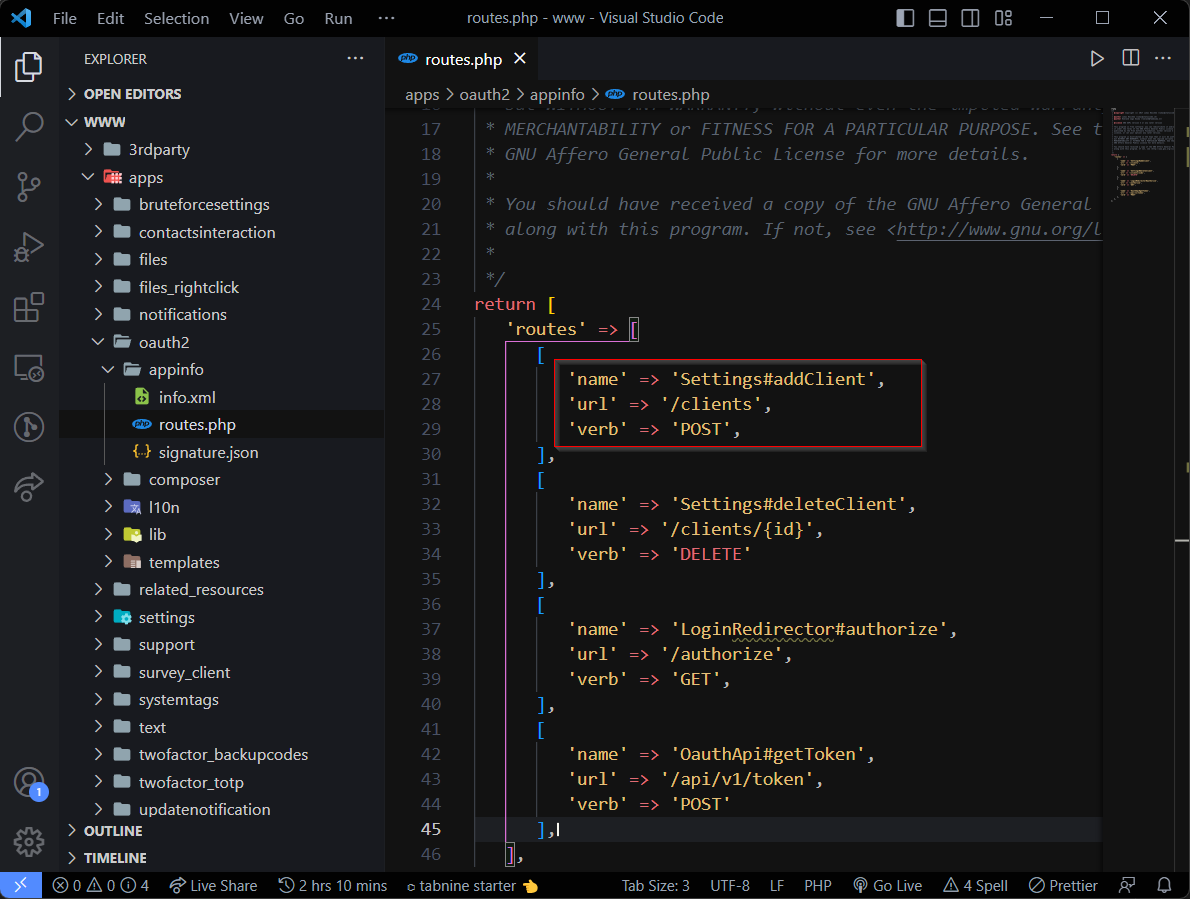 File Edit Selection View Go Run ··· routes.php - www - Visual Studio Code
EXPLORER ···
OPEN EDITORS
WWW
3rdparty
apps
bruteforcesettings
contactsinteraction
files
files_rightclick
notifications
oauth2
appinfo
info.xml
routes.php
signature.json
composer
l10n
lib
templates
related_resources
settings
support
survey_client
systemtags
text
twofactor_backupcodes
twofactor_totp
updatenotification
OUTLINE
TIMELINE
1
php routes.php
apps > oauth2 > appinfo > php routes.php
17 * MERCHANTABILITY or FITNESS FOR A PARTICULAR PURPOSE. See t
18 * GNU Affero General Public License for more details.
19 *
20 * You should have received a copy of the GNU Affero General
21 * along with this program. If not, see <http://www.gnu.org/l
22 *
23 */
24 return [
25 'routes' => [
26 [
27 'name' => 'Settings#addClient',
28 'url' => '/clients',
29 'verb' => 'POST',
30 ],
31 [
32 'name' => 'Settings#deleteClient',
33 'url' => '/clients/{id}',
34 'verb' => 'DELETE'
35 ],
36 [
37 'name' => 'LoginRedirector#authorize',
38 'url' => '/authorize',
39 'verb' => 'GET',
40 ],
41 [
42 'name' => 'OauthApi#getToken',
43 'url' => '/api/v1/token',
44 'verb' => 'POST'
45 ],
46 ],
0 0 4 Live Share 2 hrs 10 mins tabnine starter Tab Size: 3 UTF-8 LF PHP Go Live 4 Spell Prettier